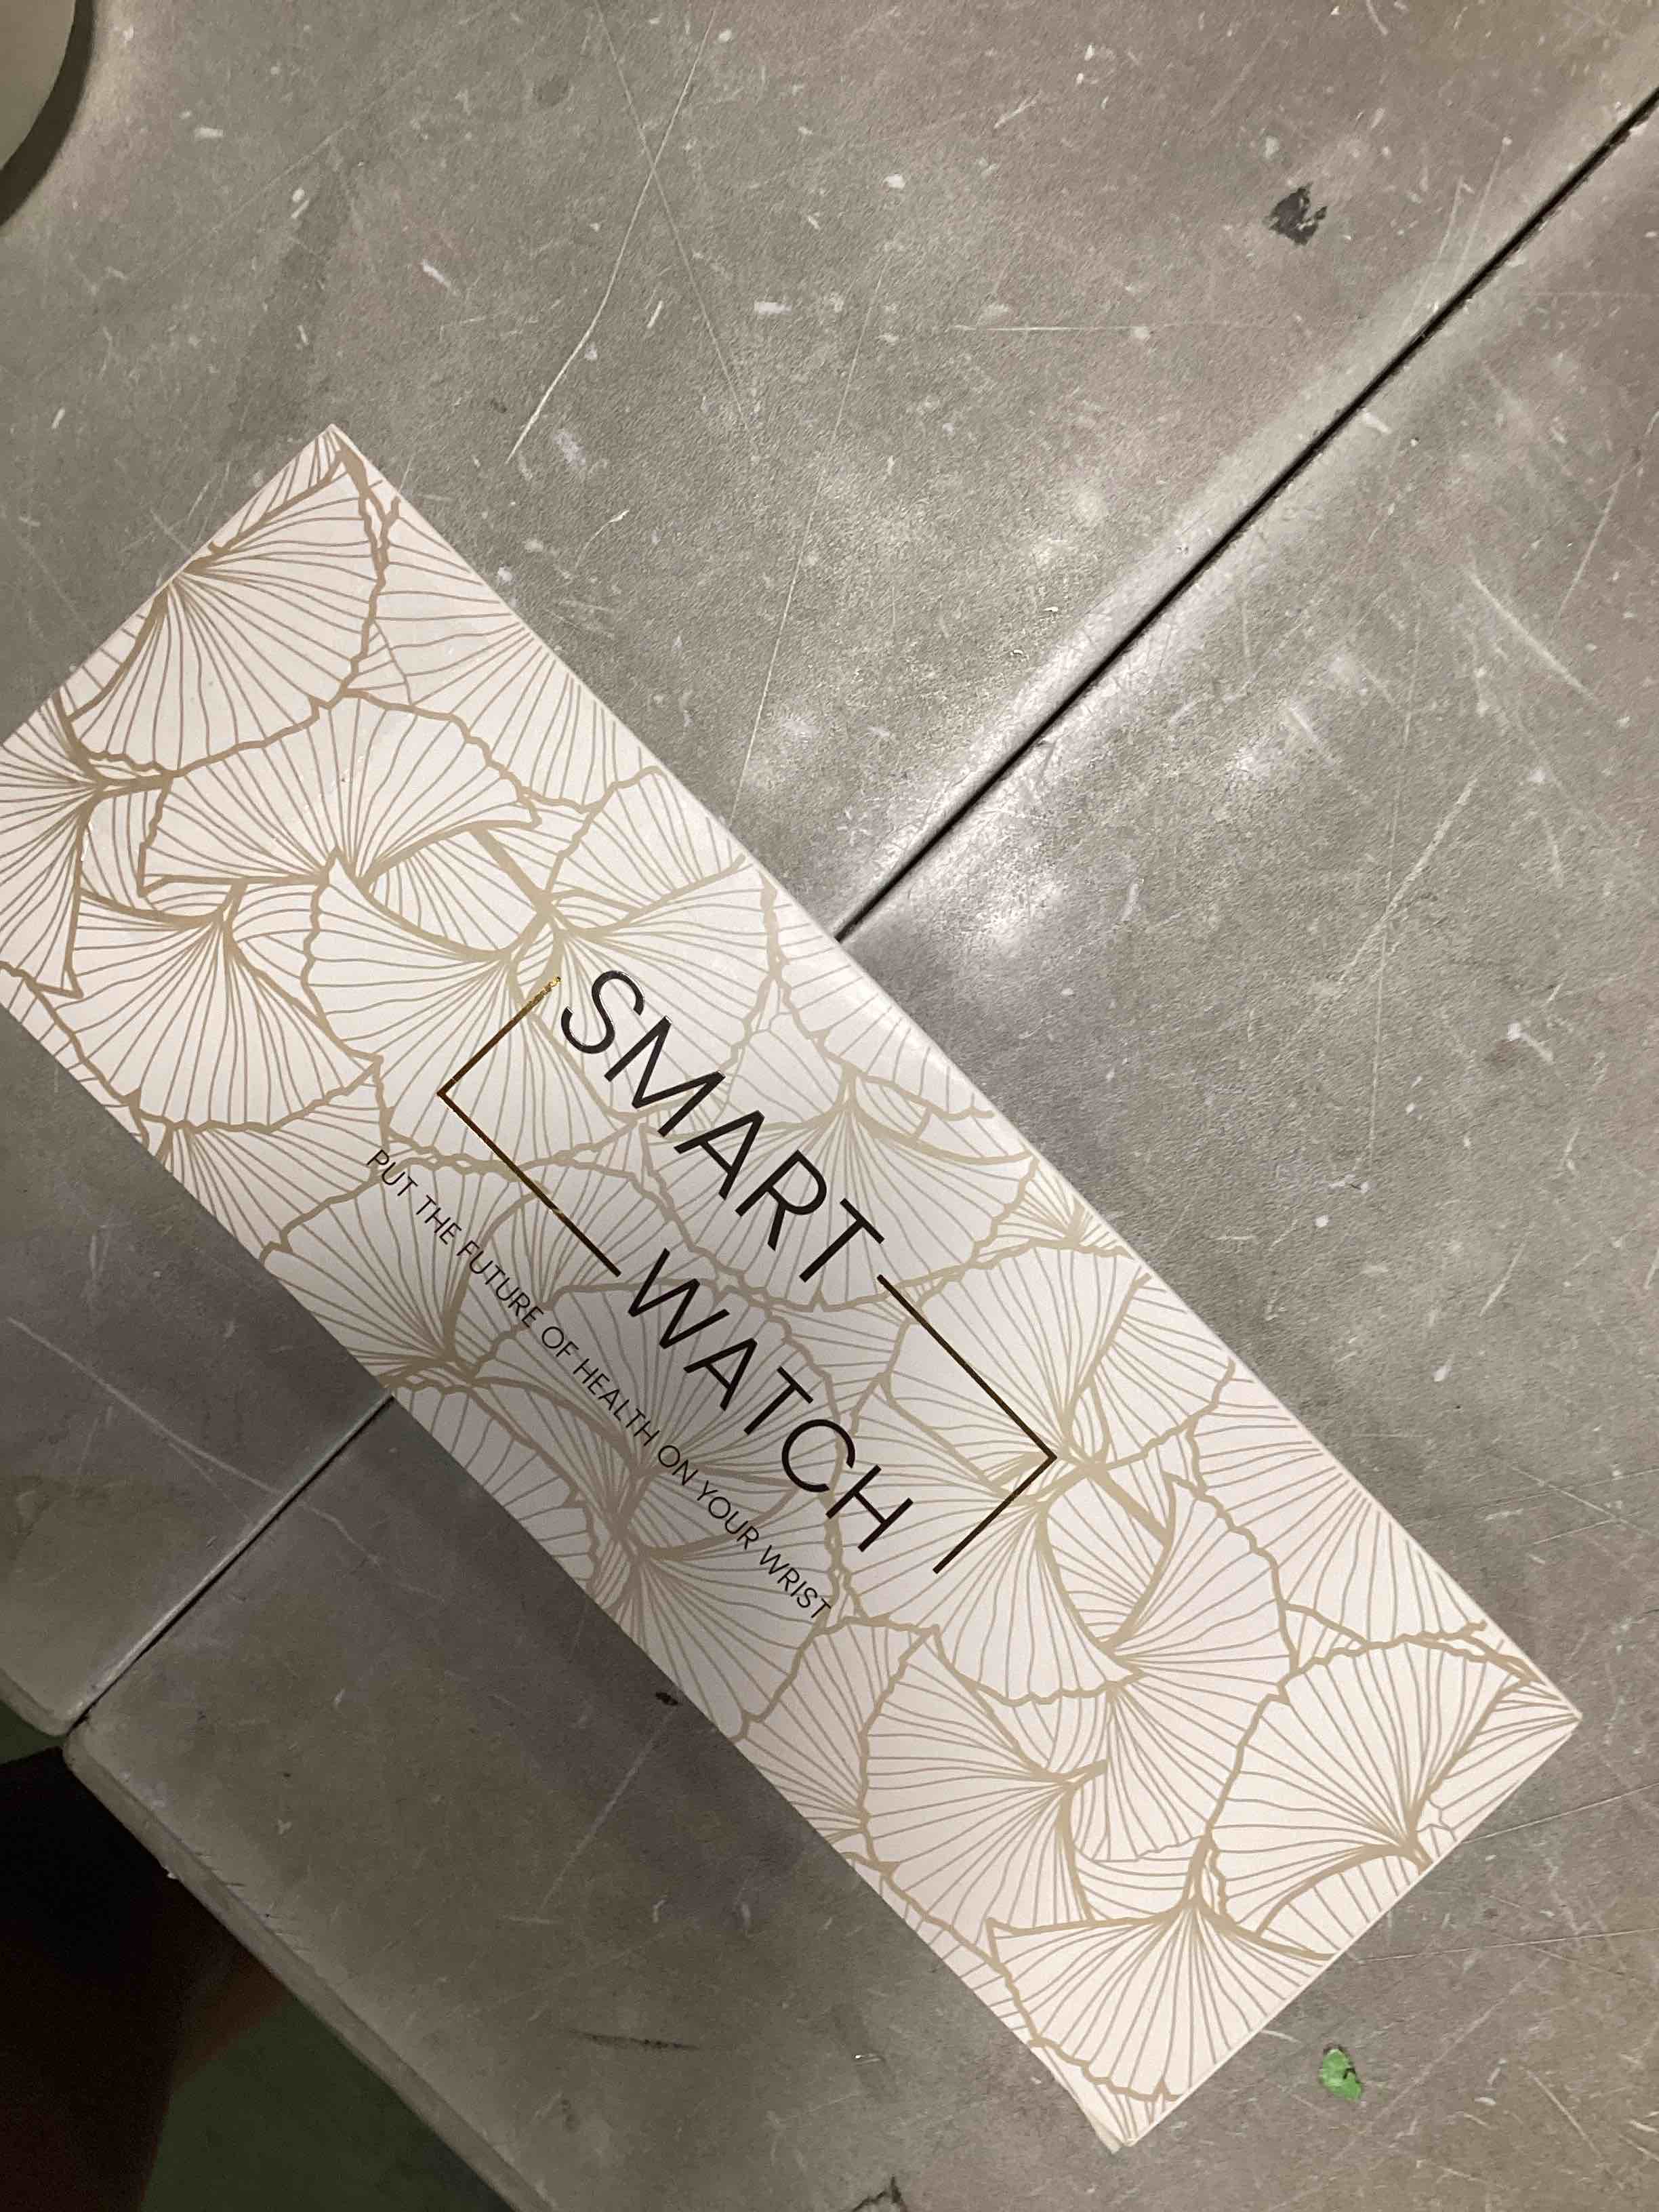 SMART
WATCH
PUT THE FUTURE OF HEALTH ON YOUR WRIST